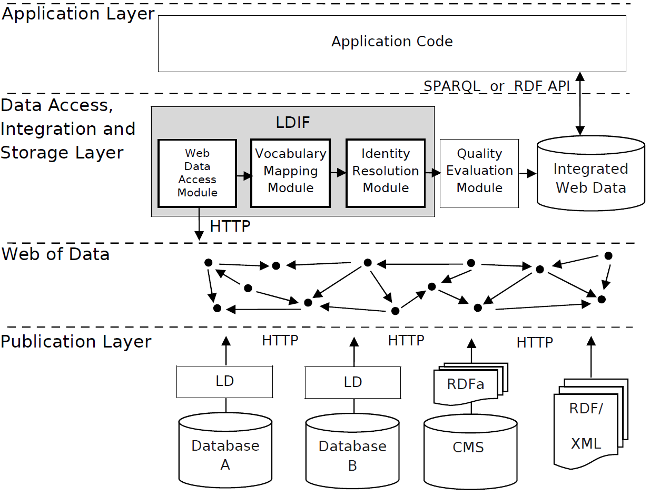 Application Layer
Application Code
SPARQL or RDF API
Data Access,
Integration and
Storage Layer
LDIF
Web
Data
Access
Module
Vocabulary
Mapping
Module
Identity
Resolution
Module
Quality
Evaluation
Module
Integrated
Web Data
HTTP
Web of Data
Publication Layer
HTTP
HTTP
HTTP
LD
LD
RDFa
RDF/
XML
Database
A
Database
B
CMS